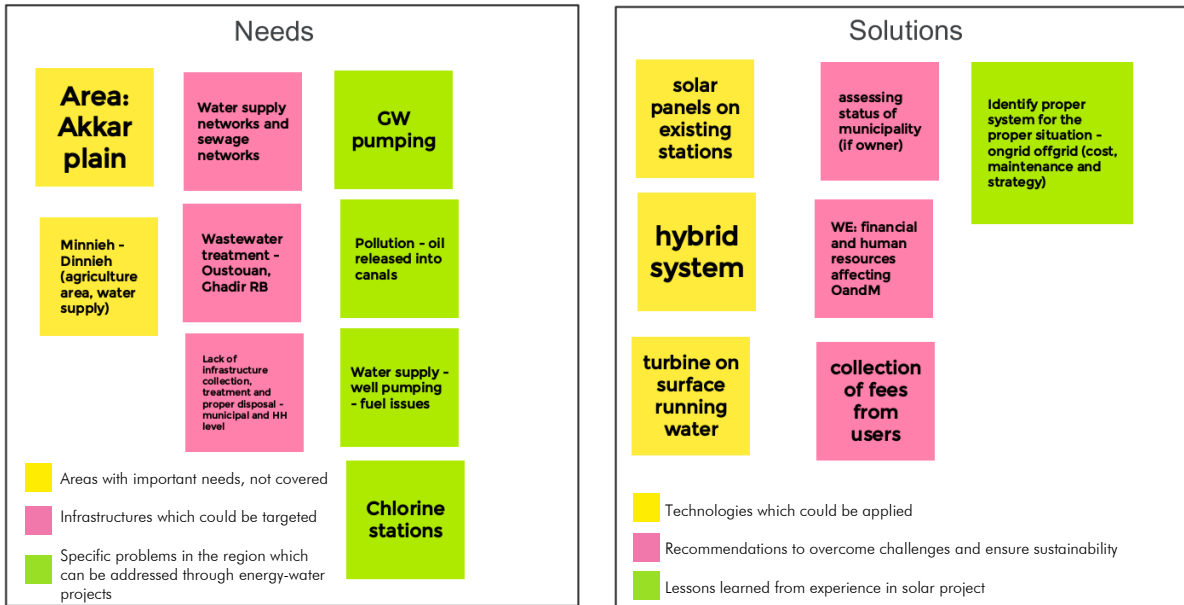 Needs
Area:
Akkar
plain
Water supply
networks and
sewage
networks
GW
pumping
Minnieh -
Dinnieh
(agriculture
area, water
supply)
Wastewater
treatment -
Oustouan,
Ghadir RB
Pollution - oil
released into
canals
Lack of
infrastructure
collection,
treatment and
proper disposal -
municipal and HH
level
Water supply -
well pumping
- fuel issues
Chlorine
stations
Areas with important needs, not covered
Infrastructures which could be targeted
Specific problems in the region which
can be addressed through energy-water
projects
Solutions
solar
panels on
existing
stations
assessing
status of
municipality
(if owner)
Identify proper
system for the
proper situation -
ongrid offgrid (cost,
maintenance and
strategy)
hybrid
system
WE: financial
and human
resources
affecting
OandM
turbine on
surface
running
water
collection
of fees
from
users
Technologies which could be applied
Recommendations to overcome challenges and ensure sustainability
Lessons learned from experience in solar project